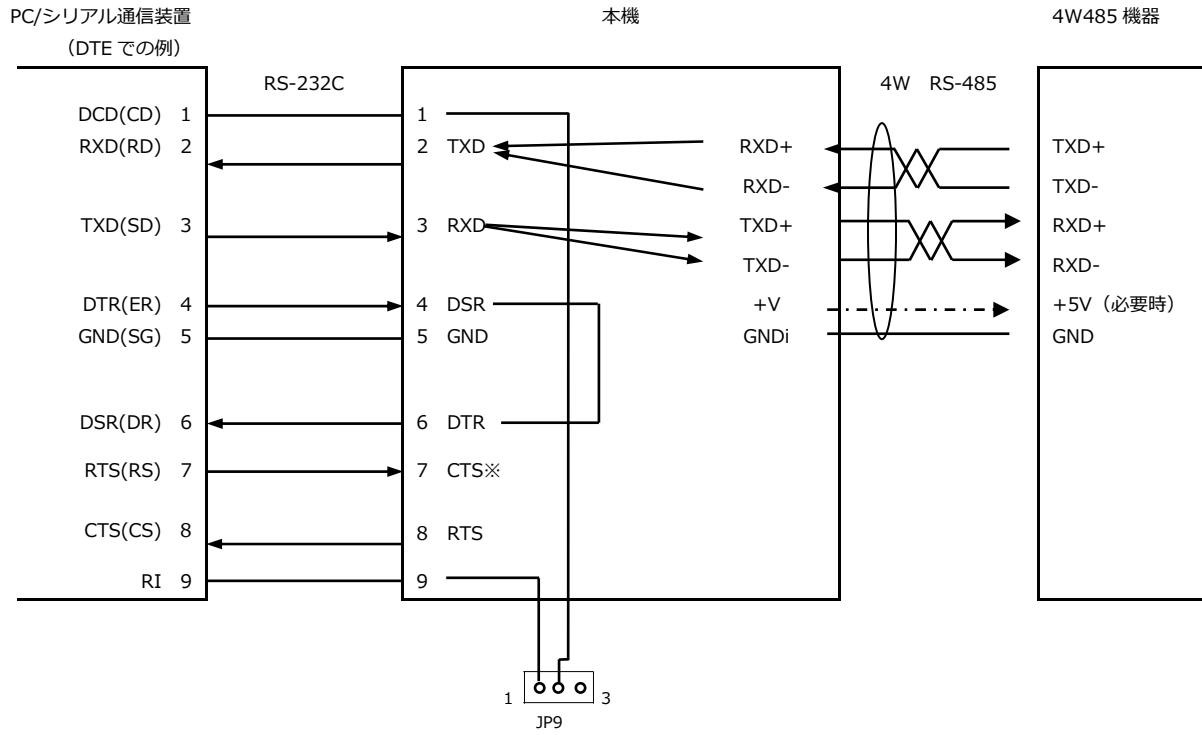 PC/シリアル通信装置
(DTE での例)
本機
4W485 機器
RS-232C
4W RS-485
DCD(CD) 1
1
RXD(RD) 2
2 TXD
RXD+
TXD+
RXD-
TXD-
TXD(SD) 3
3 RXD
TXD+
RXD+
TXD-
RXD-
DTR(ER) 4
4 DSR
+V
+5V(必要時)
GND(SG) 5
5 GND
GNDi
GND
DSR(DR) 6
6 DTR
RTS(RS) 7
7 CTS※
CTS(CS) 8
8 RTS
RI 9
9
1
3
JP9